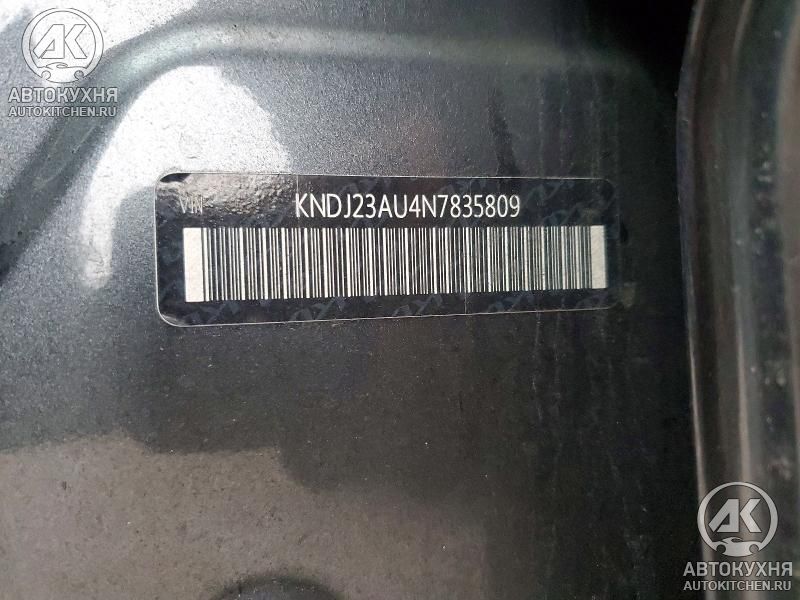 AK
АВТОКУХНЯ
AUTOKITCHEN.RU
VIN
KNDJ23AU4N7835809
AK
АВТОКУХНЯ
AUTOKITCHEN.RU